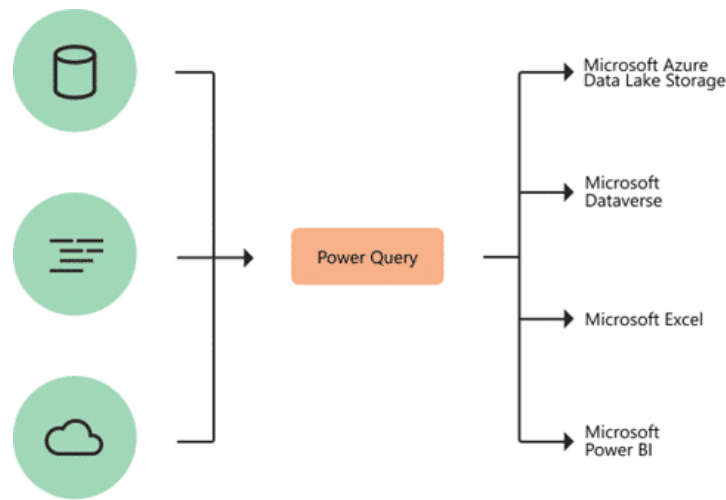 Microsoft Azure
Data Lake Storage
Microsoft
Dataverse
Power Query
Microsoft Excel
Microsoft
Power BI